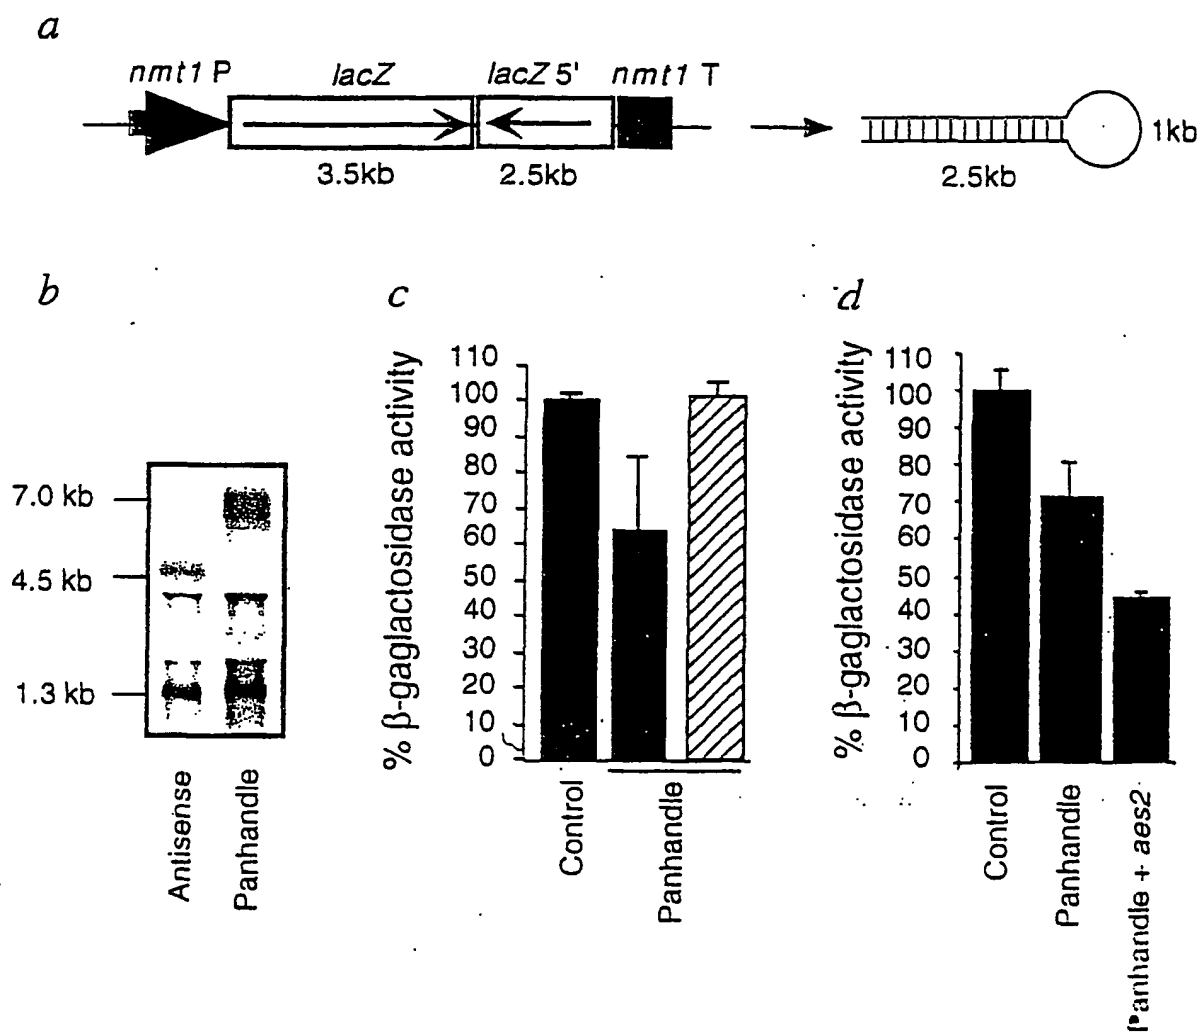 a
nmt1 P lacZ lacZ 5' nmt1 T
3.5kb 2.5kb
2.5kb
1kb
b
7.0 kb
4.5 kb
1.3 kb
Antisense
Panhandle
c
% β-gaglactosidase activity
110
100
90
80
70
60
50
40
30
20
10
0
Control
Panhandle
d
% β-gaglactosidase activity
110
100
90
80
70
60
50
40
30
20
10
0
Control
Panhandle
Panhandle + aes2